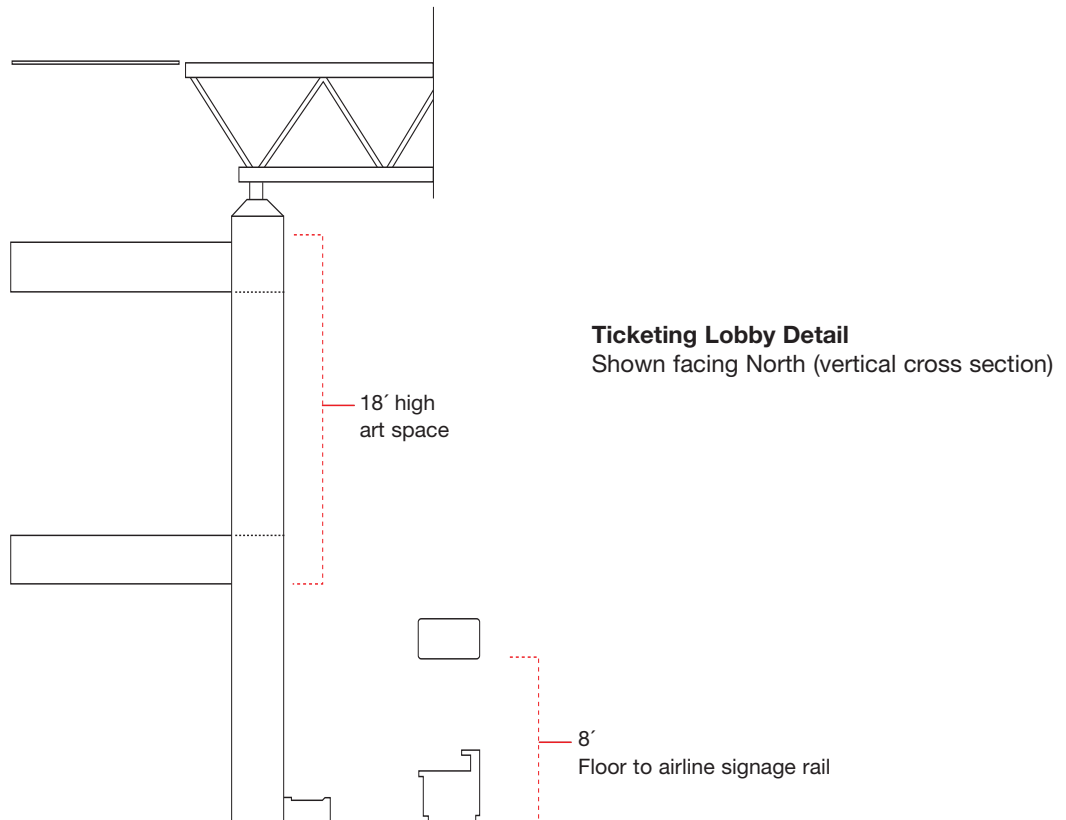 Ticketing Lobby Detail
Shown facing North (vertical cross section)
18´ high
art space
8´
Floor to airline signage rail